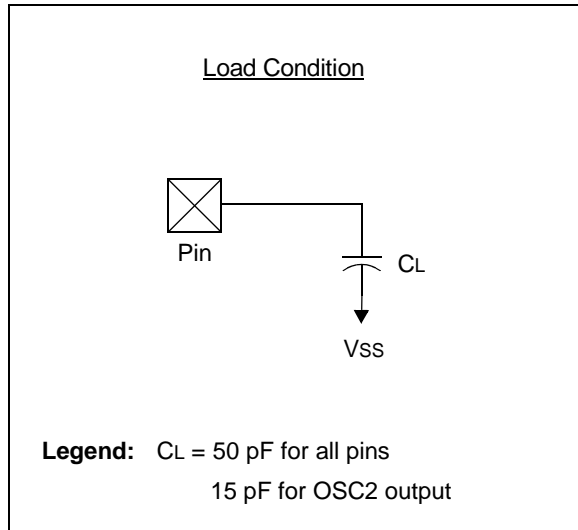 Load Condition
Pin
CL
VSS
Legend: CL = 50 pF for all pins
15 pF for OSC2 output